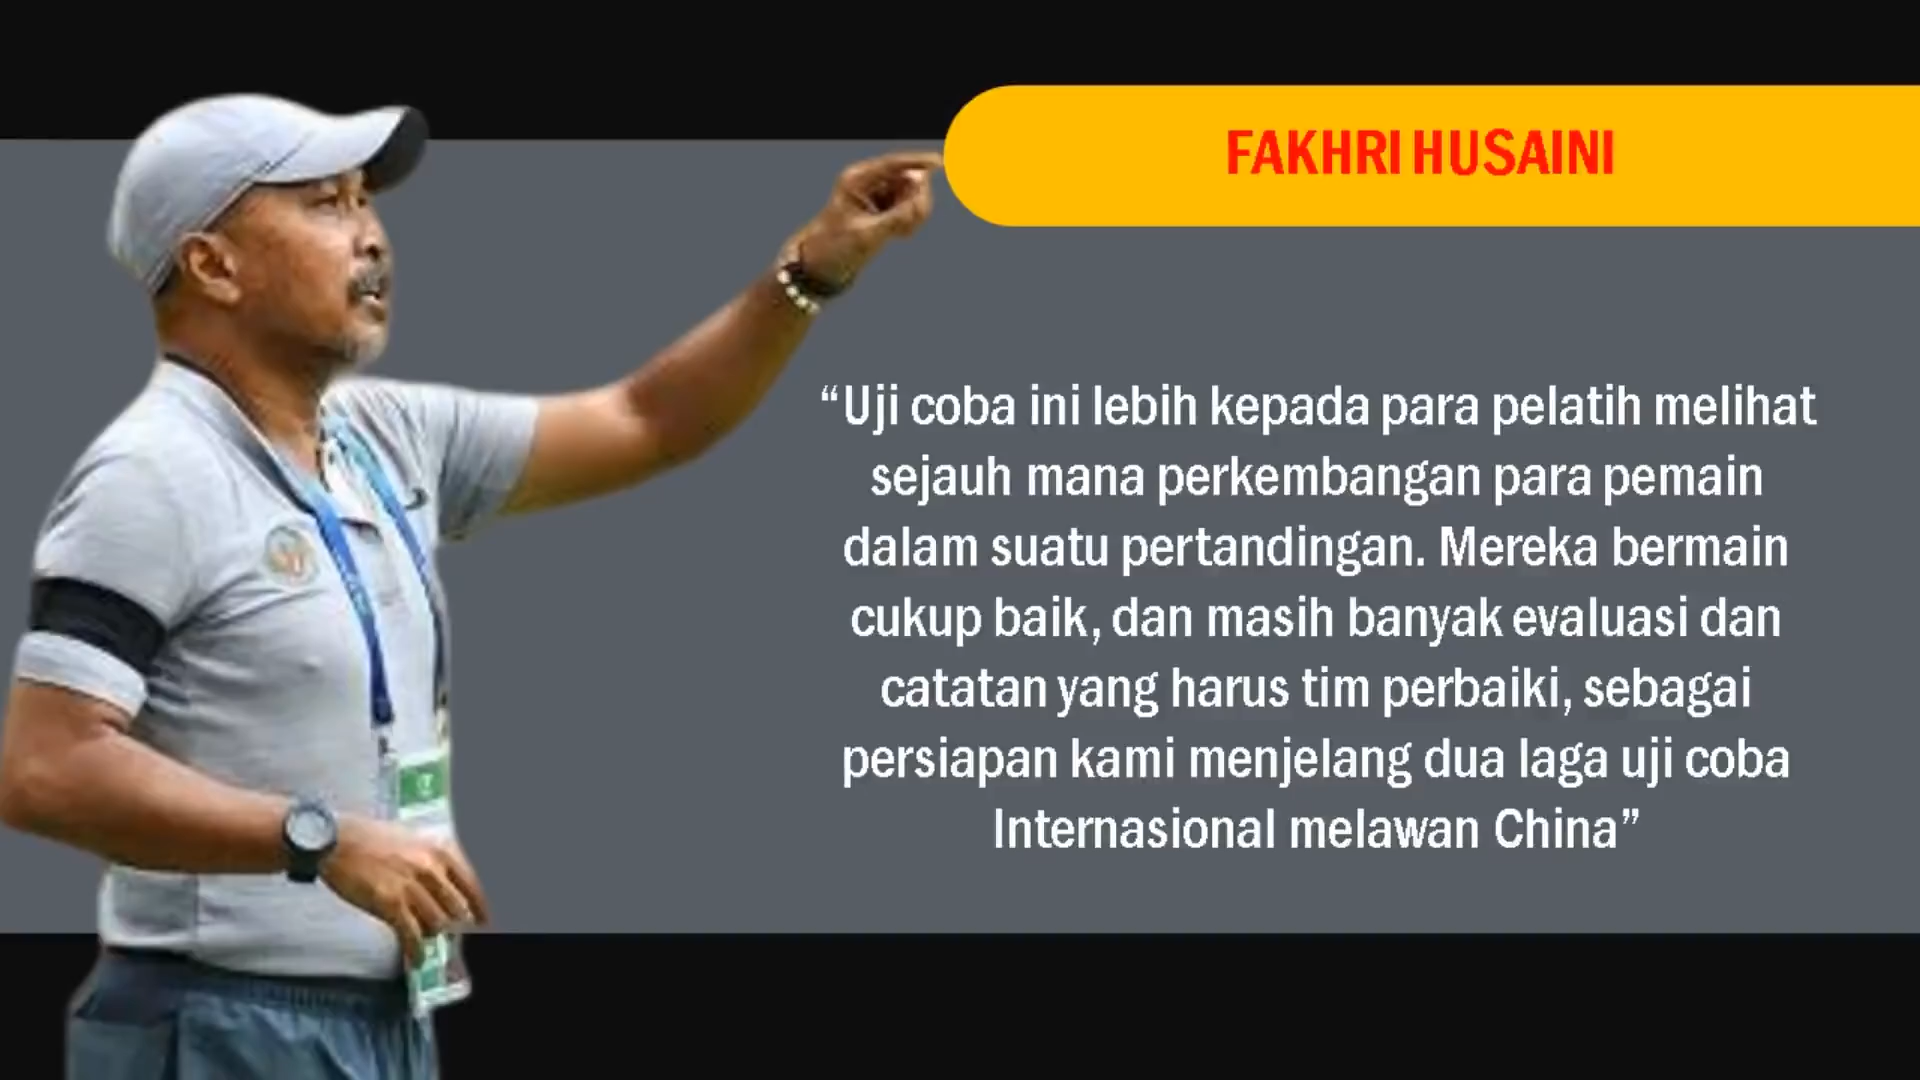 FAKHRI HUSAINI
“Uji coba ini lebih kepada para pelatih melihat
sejauh mana perkembangan para pemain
dalam suatu pertandingan. Mereka bermain
cukup baik, dan masih banyak evaluasi dan
catatan yang harus tim perbaiki, sebagai
persiapan kami menjelang dua laga uji coba
Internasional melawan China”